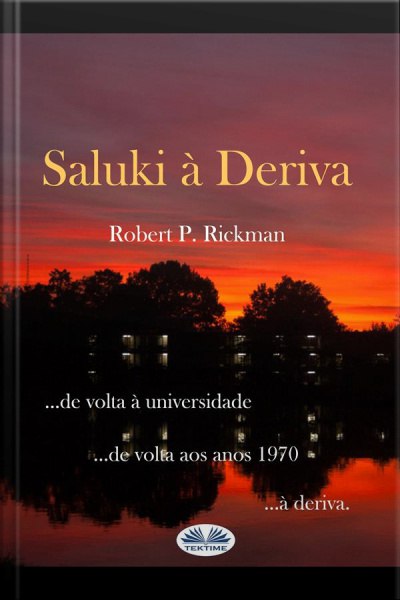 Saluki à Deriva
Robert P. Rickman
...de volta à universidade
...de volta aos anos 1970
...à deriva.
TEKTIME